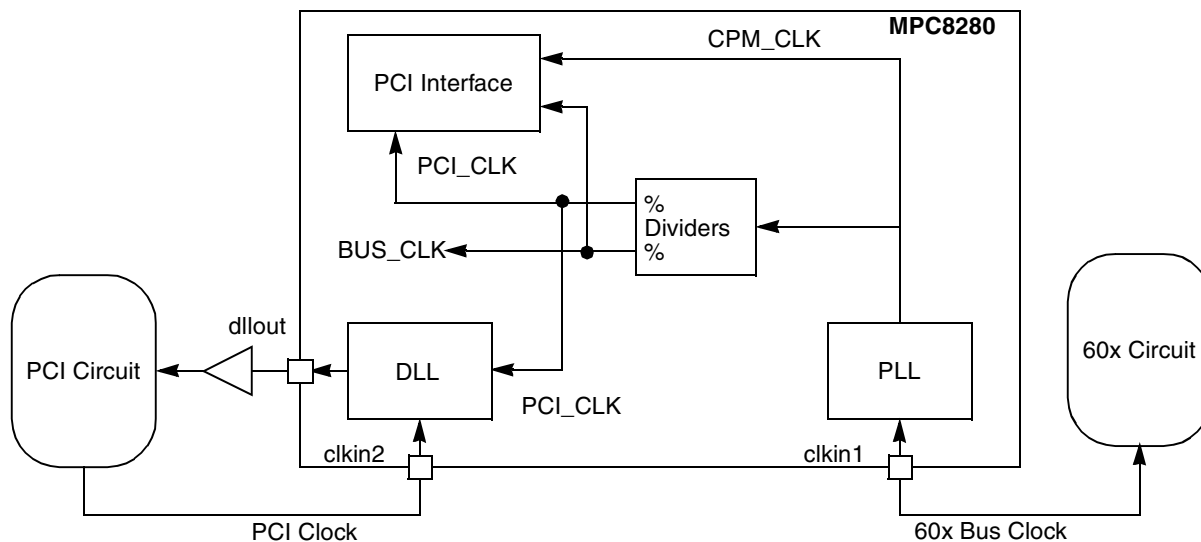 MPC8280
CPM_CLK
PCI Interface
PCI_CLK
%
Dividers
%
BUS_CLK
dllout
PCI Circuit
DLL
PLL
60x Circuit
PCI_CLK
clkin2
clkin1
PCI Clock
60x Bus Clock